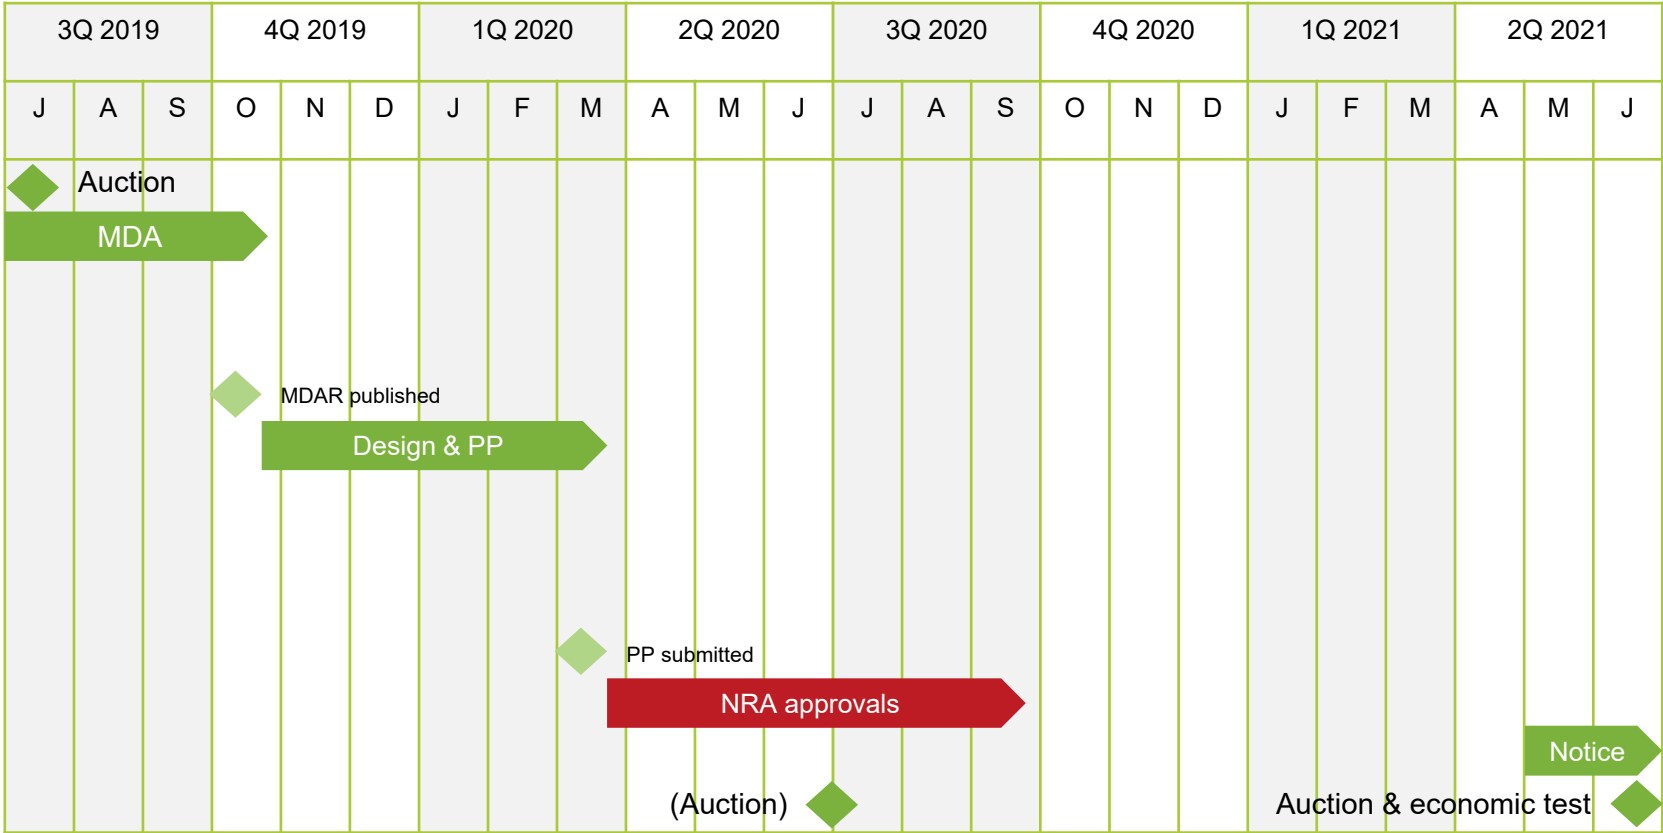 3Q 2019 4Q 2019 1Q 2020 2Q 2020 3Q 2020 4Q 2020 1Q 2021 2Q 2021
J A S O N D J F M A M J J A S O N D J F M A M J
Auction
MDA
MDAR published
Design & PP
PP submitted
NRA approvals
Notice
(Auction) Auction & economic test